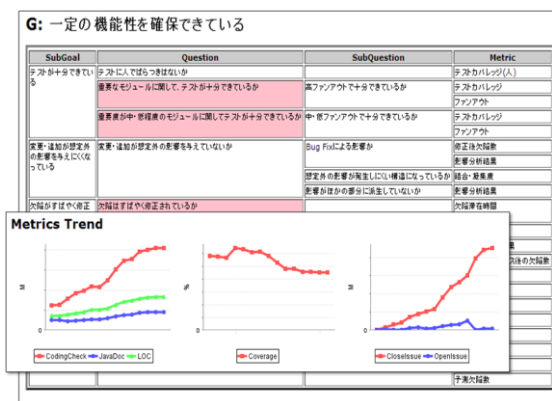 G: 一定の機能性を確保できている
SubGoal Question SubQuestion Metric
テストが十分できている
テストに人でばらつきはないか
テストカバレッジ(人)
重要なモジュールに関して、テストが十分できているか
高ファンアウトで十分できているか
テストカバレッジ
ファンアウト
重要度が中・低程度のモジュールに関してテストが十分できているか
中・低ファンアウトで十分できているか
テストカバレッジ
ファンアウト
変更・追加が想定外の影響を与えにくくなっている
変更・追加が想定外の影響を与えていないか
Bug Fixによる影響か
修正後欠陥数
影響分析結果
想定外の影響が発生しにくい構造になっているか
結合・凝集度
影響がほかの部分に派生していないか
影響分析結果
欠陥がすばやく修正
欠陥はすばやく修正されているか
欠陥滞在時間
果
ス後の欠陥数
Metrics Trend
M
0
CodingCheck JavaDoc LOC
%
0
Coverage
M
0
CloseIssue OpenIssue
予測欠陥数